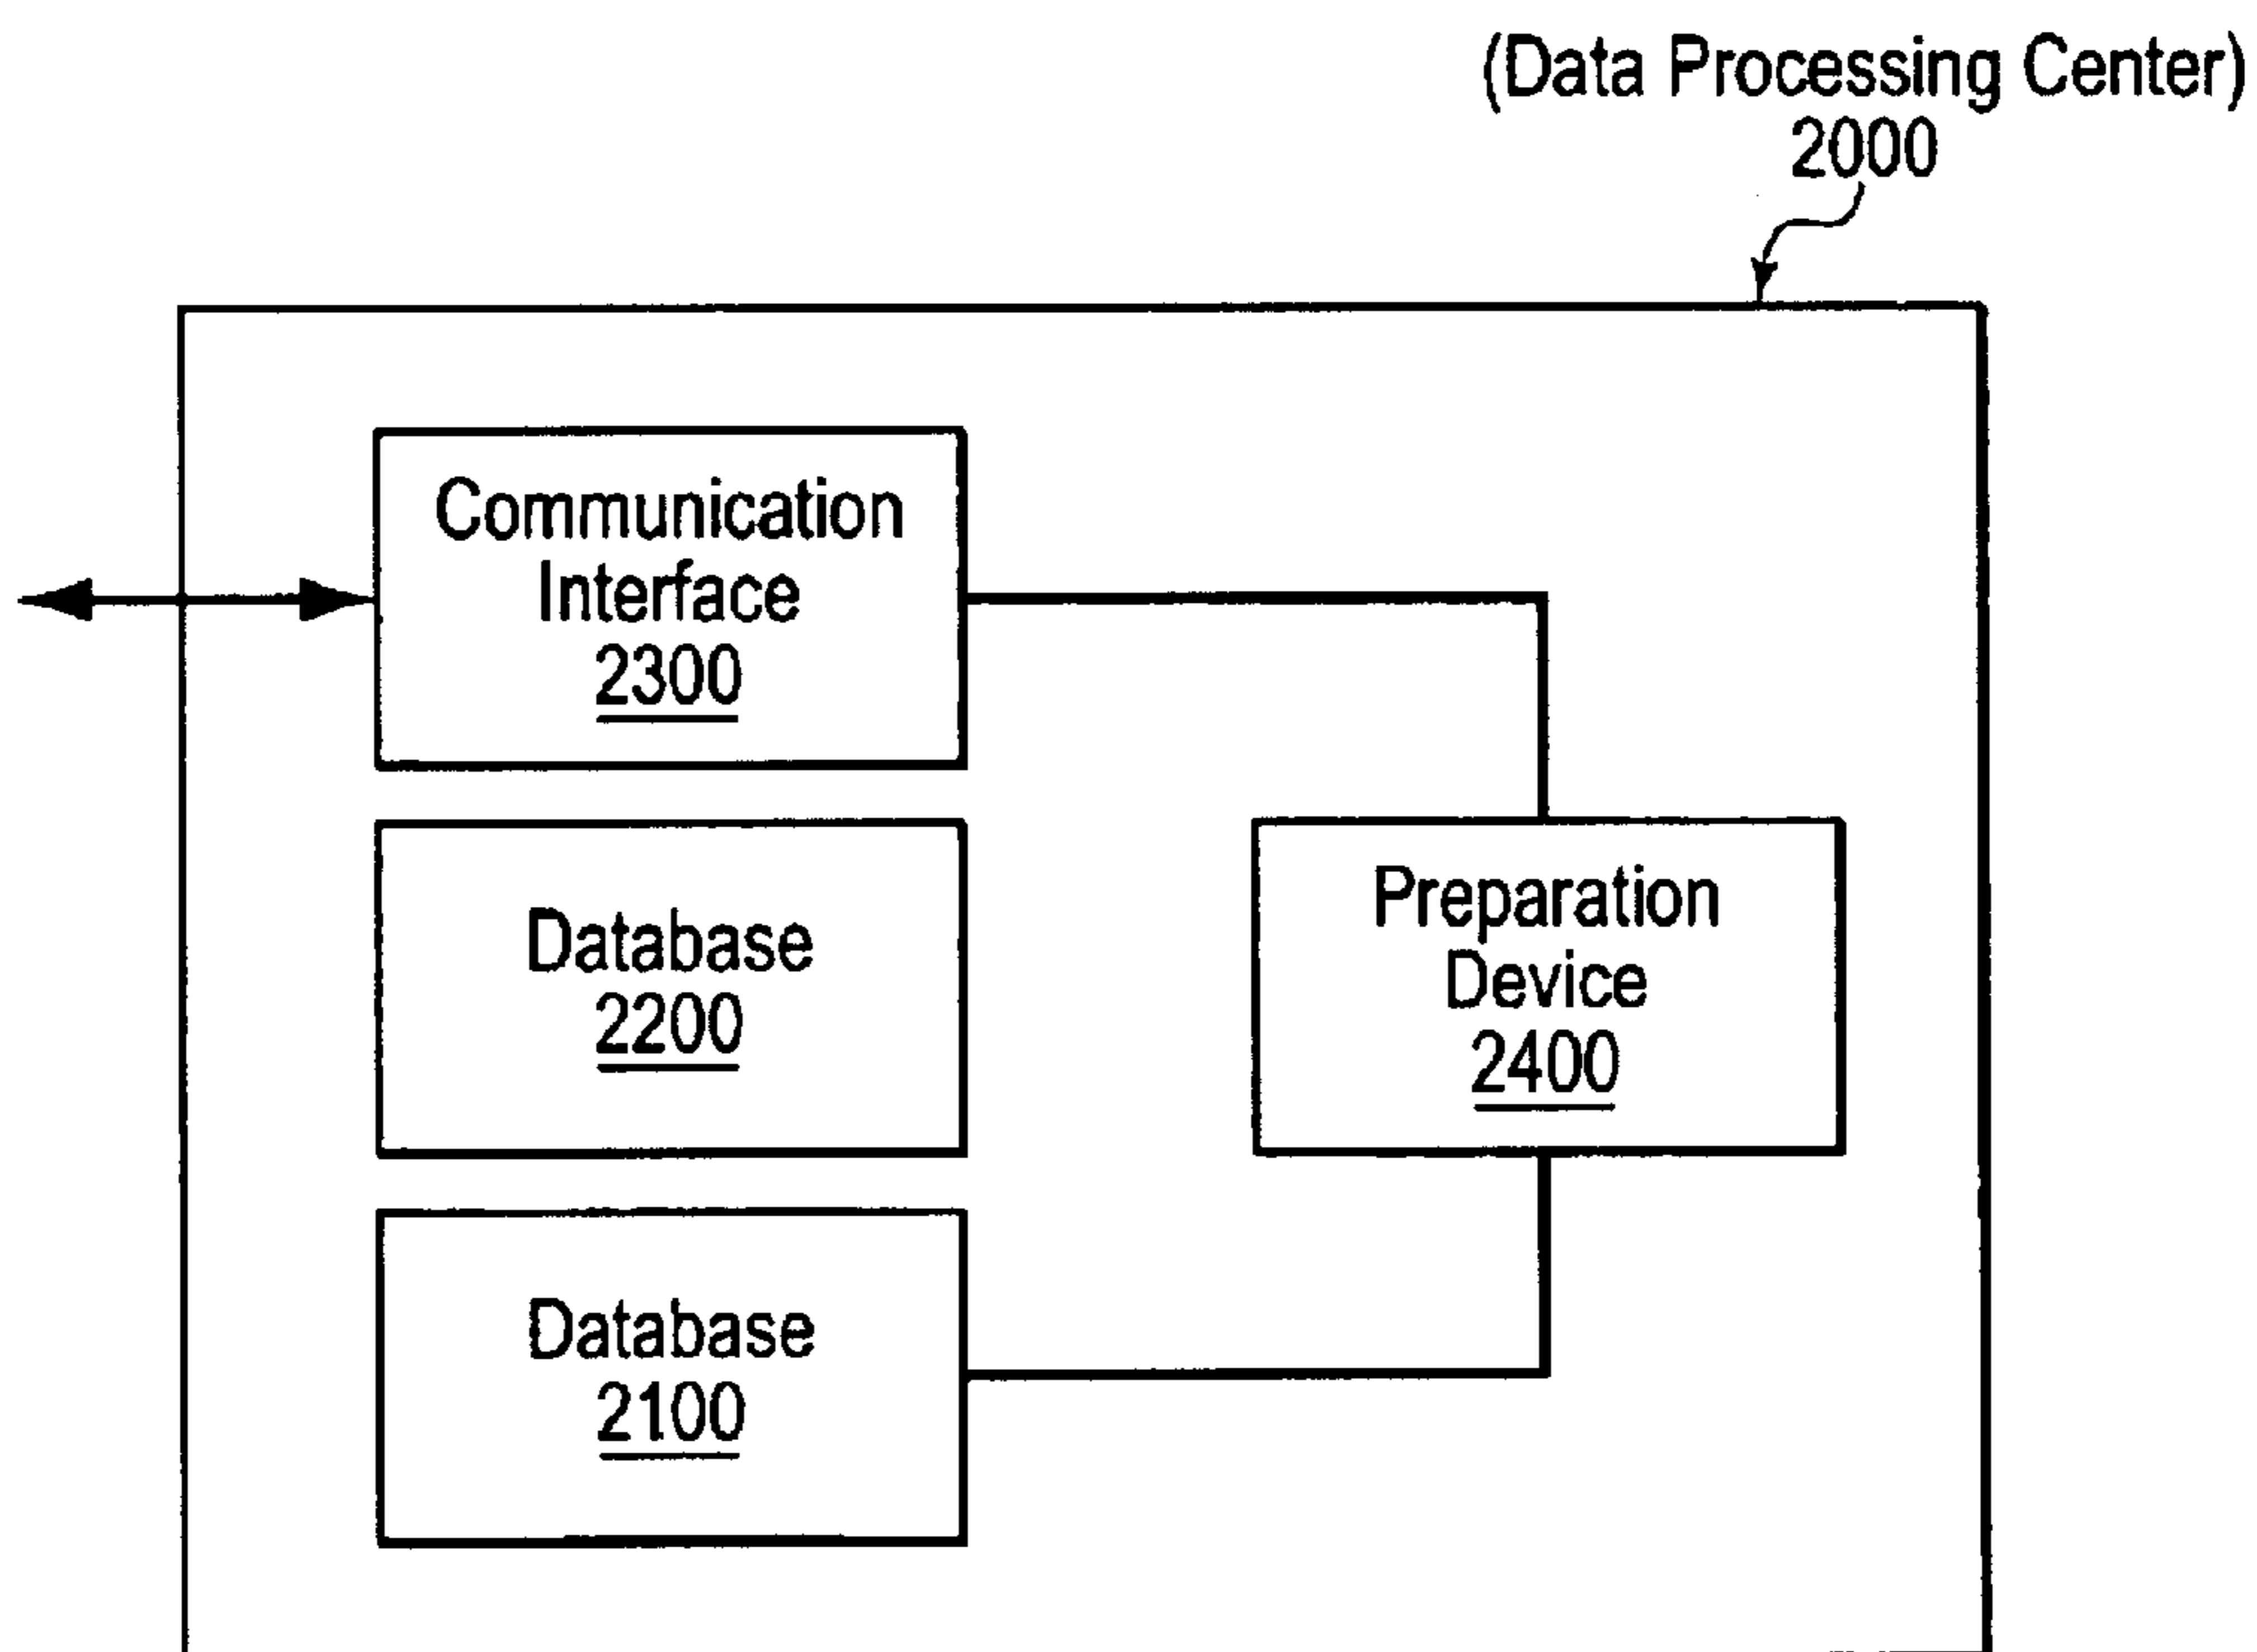 (Data Processing Center)
2000
Communication
Interface
2300
Database
2200
Preparation
Device
2400
Database
2100